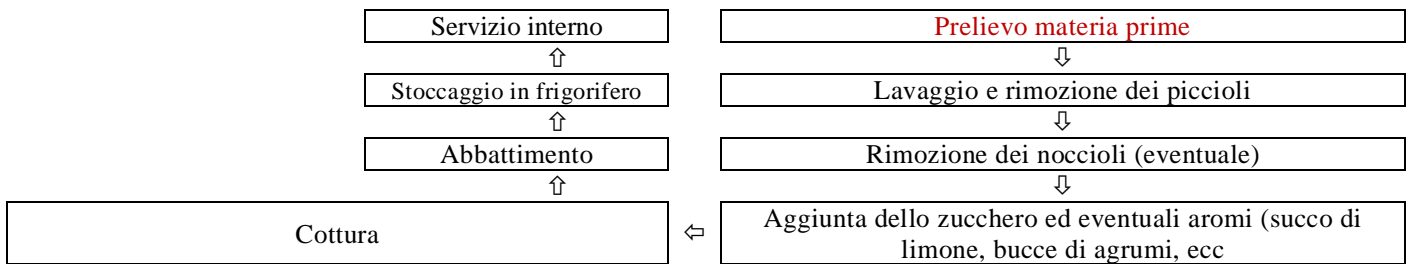 Servizio interno
Prelievo materia prime
⇧
⇩
Stoccaggio in frigorifero
Lavaggio e rimozione dei piccioli
⇧
⇩
Abbattimento
Rimozione dei noccioli (eventuale)
⇧
⇩
Cottura
⇦
Aggiunta dello zucchero ed eventuali aromi (succo di
limone, bucce di agrumi, ecc